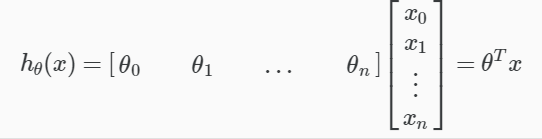 h_θ(x) = [θ_0 θ_1 … θ_n] [x_0 x_1 ⋮ x_n] = θ^T x